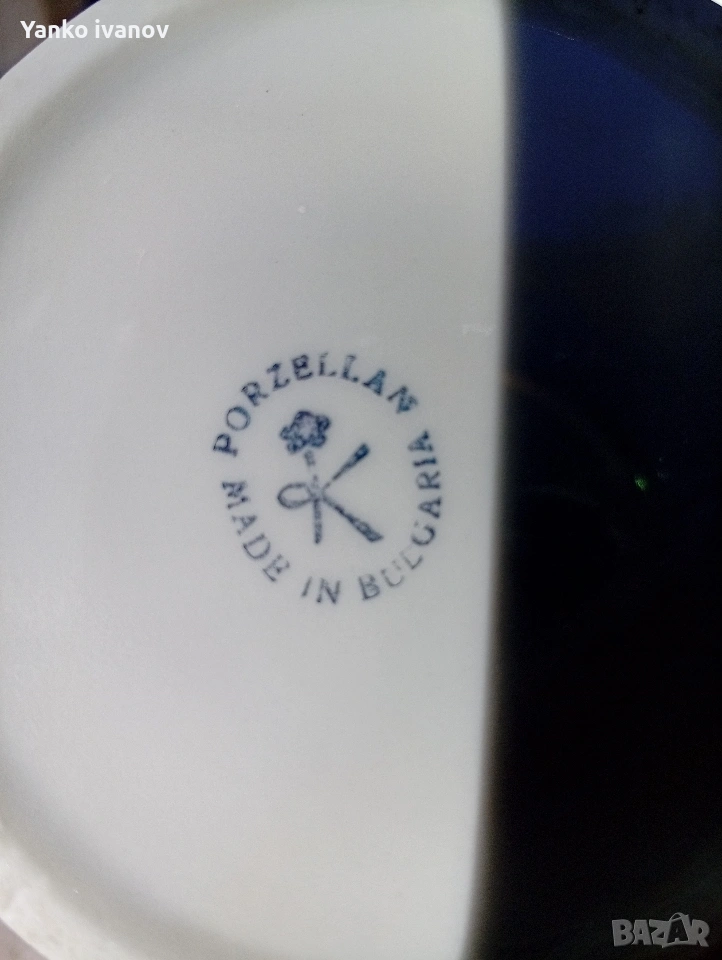 Yanko ivanov
PORZELLAN
MADE IN BULGARIA
BAZAR